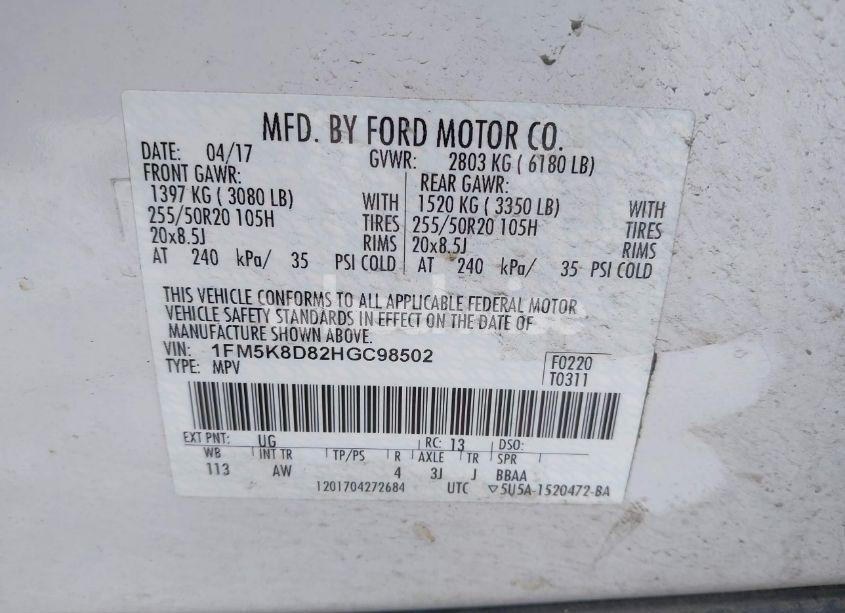 MFD. BY FORD MOTOR CO.
DATE: 04/17 GVWR: 2803 KG ( 6180 LB)
FRONT GAWR: REAR GAWR:
1397 KG ( 3080 LB) WITH 1520 KG ( 3350 LB) WITH
255/50R20 105H TIRES 255/50R20 105H TIRES
20x8.5J RIMS 20x8.5J RIMS
AT 240 kPa/ 35 PSI COLD AT 240 kPa/ 35 PSI COLD
THIS VEHICLE CONFORMS TO ALL APPLICABLE FEDERAL MOTOR
VEHICLE SAFETY STANDARDS IN EFFECT ON THE DATE OF
MANUFACTURE SHOWN ABOVE.
VIN: 1FM5K8D82HGC98502
TYPE: MPV
F0220
T0311
EXT PNT: UG RC: 13 DSO:
WB INT TR TP/PS R AXLE TR SPR
113 AW 4 3J J BBAA
1201704272684 UTC ▽5U5A-1520472-BA